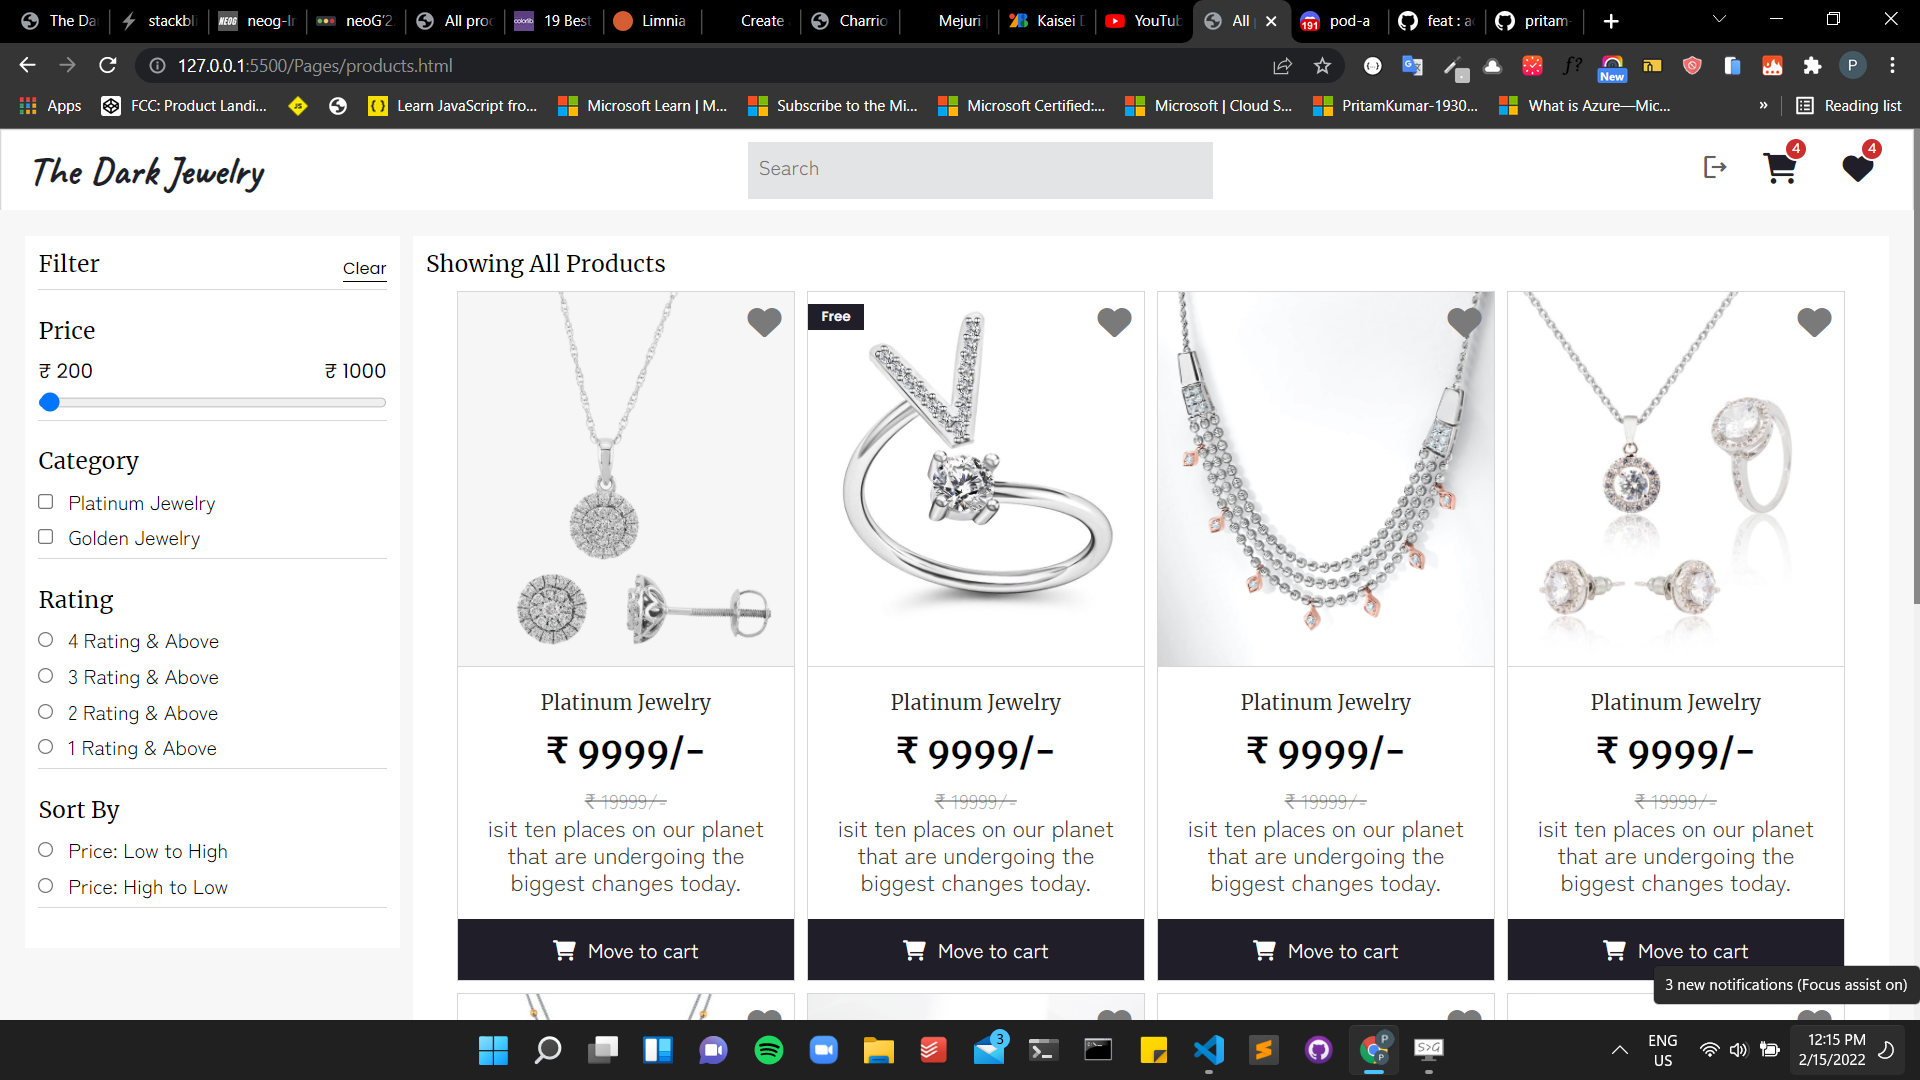 The Da
stackbli
neog-In
neoG'2
All proc
19 Best
Limnia
Create
Charrio
Mejuri
Kaisei D
YouTub
All
191
pod-a
feat : a
pritam-
127.0.0.1:5500/Pages/products.html
New
P
Apps
FCC: Product Landi...
Learn JavaScript fro...
Microsoft Learn | M...
Subscribe to the Mi...
Microsoft Certified:...
Microsoft | Cloud S...
PritamKumar-1930...
What is Azure—Mic...
»
Reading list
The Dark Jewelry
Search
4
4
Filter
Clear
Price
₹ 200
₹ 1000
Category
Platinum Jewelry
Golden Jewelry
Rating
4 Rating & Above
3 Rating & Above
2 Rating & Above
1 Rating & Above
Sort By
Price: Low to High
Price: High to Low
Showing All Products
Platinum Jewelry
₹ 9999/-
₹ 19999/-
isit ten places on our planet
that are undergoing the
biggest changes today.
Move to cart
Free
Platinum Jewelry
₹ 9999/-
₹ 19999/-
isit ten places on our planet
that are undergoing the
biggest changes today.
Move to cart
Platinum Jewelry
₹ 9999/-
₹ 19999/-
isit ten places on our planet
that are undergoing the
biggest changes today.
Move to cart
Platinum Jewelry
₹ 9999/-
₹ 19999/-
isit ten places on our planet
that are undergoing the
biggest changes today.
Move to cart
3 new notifications (Focus assist on)
3
ENG
US
12:15 PM
2/15/2022